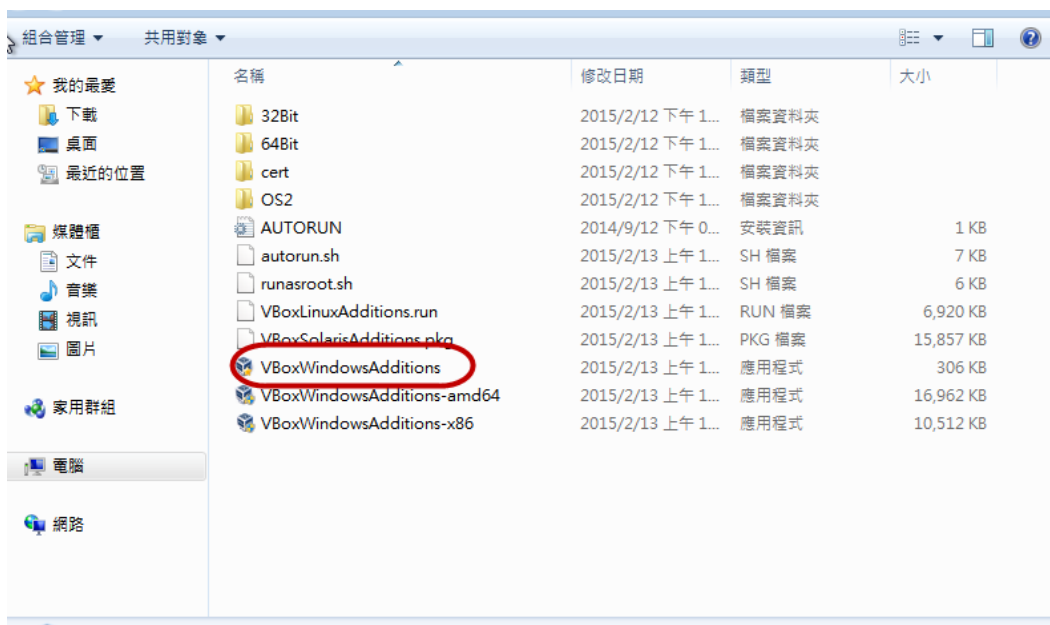 組合管理 共用對象
我的最愛
下載
桌面
最近的位置
媒體櫃
文件
音樂
視訊
圖片
家用群組
電腦
網路
名稱 修改日期 類型 大小
32Bit 2015/2/12 下午 1... 檔案資料夾
64Bit 2015/2/12 下午 1... 檔案資料夾
cert 2015/2/12 下午 1... 檔案資料夾
OS2 2015/2/12 下午 1... 檔案資料夾
AUTORUN 2014/9/12 下午 0... 安裝資訊 1 KB
autorun.sh 2015/2/13 上午 1... SH 檔案 7 KB
runasroot.sh 2015/2/13 上午 1... SH 檔案 6 KB
VBoxLinuxAdditions.run 2015/2/13 上午 1... RUN 檔案 6,920 KB
VBoxSolarisAdditions.pkg 2015/2/13 上午 1... PKG 檔案 15,857 KB
VBoxWindowsAdditions 2015/2/13 上午 1... 應用程式 306 KB
VBoxWindowsAdditions-amd64 2015/2/13 上午 1... 應用程式 16,962 KB
VBoxWindowsAdditions-x86 2015/2/13 上午 1... 應用程式 10,512 KB